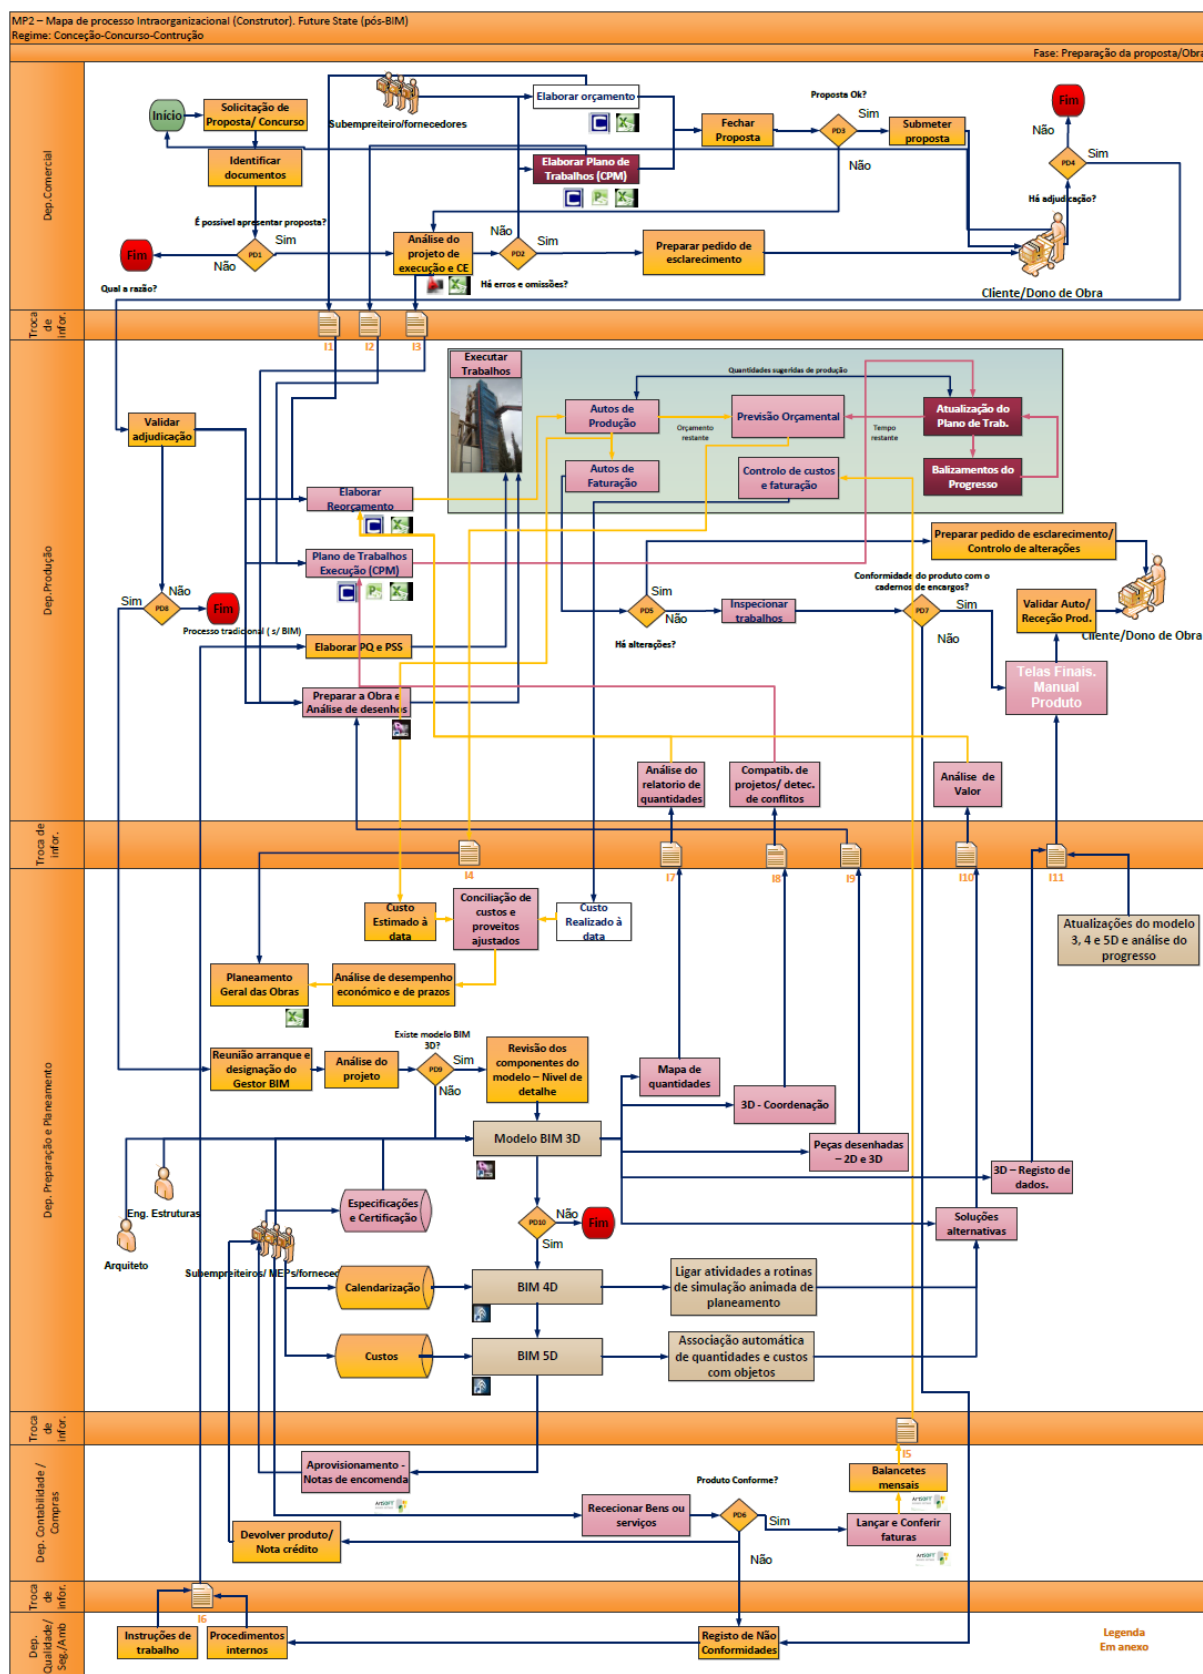 MP2 – Mapa de processo Intraorganizacional (Construtor). Future State (pós-BIM)
Regime: Conceção-Concurso-Contrução
Fase: Preparação da proposta/Obra
Dep.Comercial
Início
Solicitação de
Proposta/ Concurso
Identificar
documentos
É possível apresentar proposta?
PD1
Sim
Não
Fim
Qual a razão?
Subempreiteiro/fornecedores
Elaborar orçamento
Elaborar Plano de
Trabalhos (CPM)
Análise do
projeto de
execução e CE
Não
PD2
Sim
Há erros e omissões?
Preparar pedido de
esclarecimento
Fechar
Proposta
Proposta Ok?
PD3
Sim
Não
Submeter
proposta
Fim
Não
PD4
Sim
Há adjudicação?
Cliente/Dono de Obra
Troca
de
infor.
I1
I2
I3
Dep.Produção
Executar
Trabalhos
Quantidades sugeridas de produção
Autos de
Produção
Orçamento
restante
Previsão Orçamental
Tempo
restante
Atualização do
Plano de Trab.
Autos de
Faturação
Controlo de custos
e faturação
Balizamentos do
Progresso
Validar
adjudicação
Elaborar
Reorçamento
Plano de Trabalhos
Execução (CPM)
Sim
Não
PD8
Fim
Processo tradicional ( s/ BIM)
Elaborar PQ e PSS
Preparar a Obra e
Análise de desenhos
Preparar pedido de esclarecimento/
Controlo de alterações
Sim
PD5
Não
Há alterações?
Inspecionar
trabalhos
Conformidade do produto com o
cadernos de encargos?
PD7
Sim
Não
Validar Auto/
Receção Prod.
Cliente/Dono de Obra
Telas Finais.
Manual
Produto
Análise do
relatorio de
quantidades
Compatib. de
projetos/ detec.
de conflitos
Análise de
Valor
Troca de
infor.
I4
I7
I8
I9
I10
I11
Dep. Preparação e Planeamento
Custo
Estimado à
data
Conciliação de
custos e
proveitos
ajustados
Custo
Realizado à
data
Atualizações do modelo
3, 4 e 5D e análise do
progresso
Planeamento
Geral das Obras
Análise de desempenho
económico e de prazos
Reunião arranque e
designação do
Gestor BIM
Análise do
projeto
Existe modelo BIM
3D?
PD9
Sim
Não
Revisão dos
componentes do
modelo – Nivel de
detalhe
Mapa de
quantidades
3D - Coordenação
Modelo BIM 3D
Peças desenhadas
– 2D e 3D
3D – Registo de
dados.
Eng. Estruturas
Arquiteto
Especificações
e Certificação
PD10
Não
Fim
Sim
Soluções
alternativas
Subempreiteiros/ MEPs/forneced
Calendarização
BIM 4D
Ligar atividades a rotinas
de simulação animada de
planeamento
Custos
BIM 5D
Associação automática
de quantidades e custos
com objetos
Troca
de
infor.
I5
Dep. Contabilidade /
Compras
Aprovisionamento -
Notas de encomenda
ArtSOFT
Produto Conforme?
Balancetes
mensais
Rececionar Bens ou
serviços
PD6
Sim
Não
Lançar e Conferir
faturas
ArtSOFT
Devolver produto/
Nota crédito
Troca
de
infor.
I6
Dep.
Qualidade/
Seg./Amb
Instruções de
trabalho
Procedimentos
internos
Registo de Não
Conformidades
Legenda
Em anexo